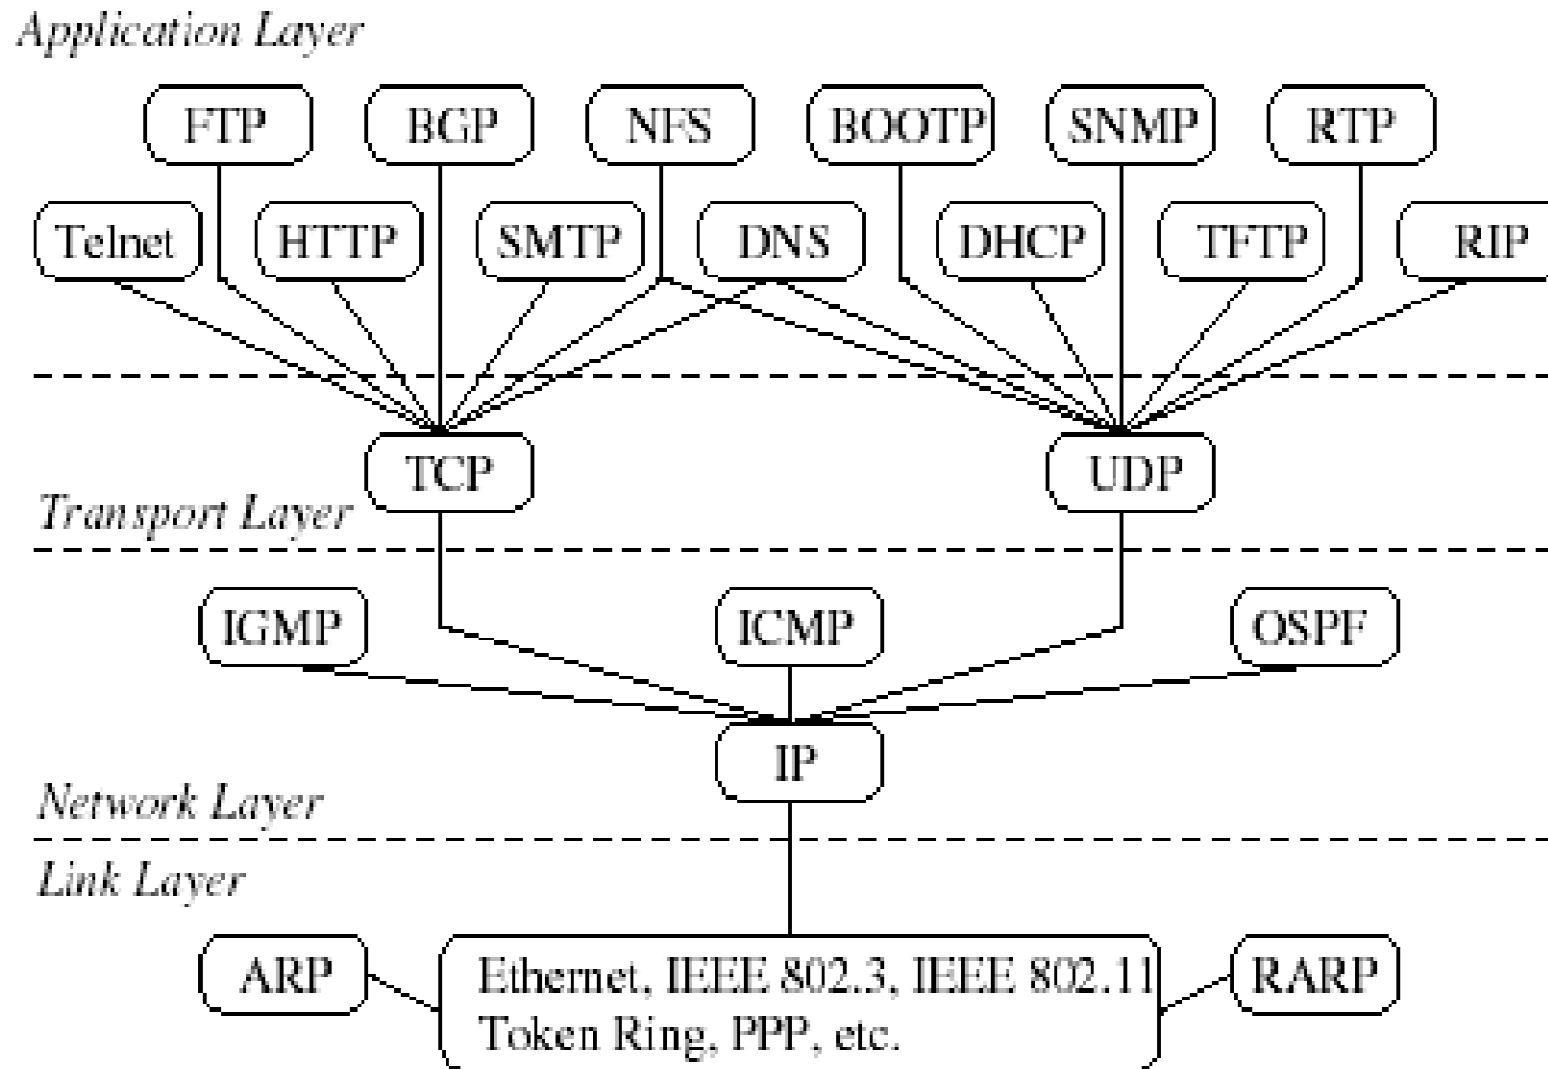 Application Layer
FTP BGP NFS BOOTP SNMP RTP
Telnet HTTP SMTP DNS DHCP TFTP RIP
TCP UDP
Transport Layer
IGMP ICMP OSPF
IP
Network Layer
Link Layer
ARP Ethernet, IEEE 802.3, IEEE 802.11 RARP
Token Ring, PPP, etc.